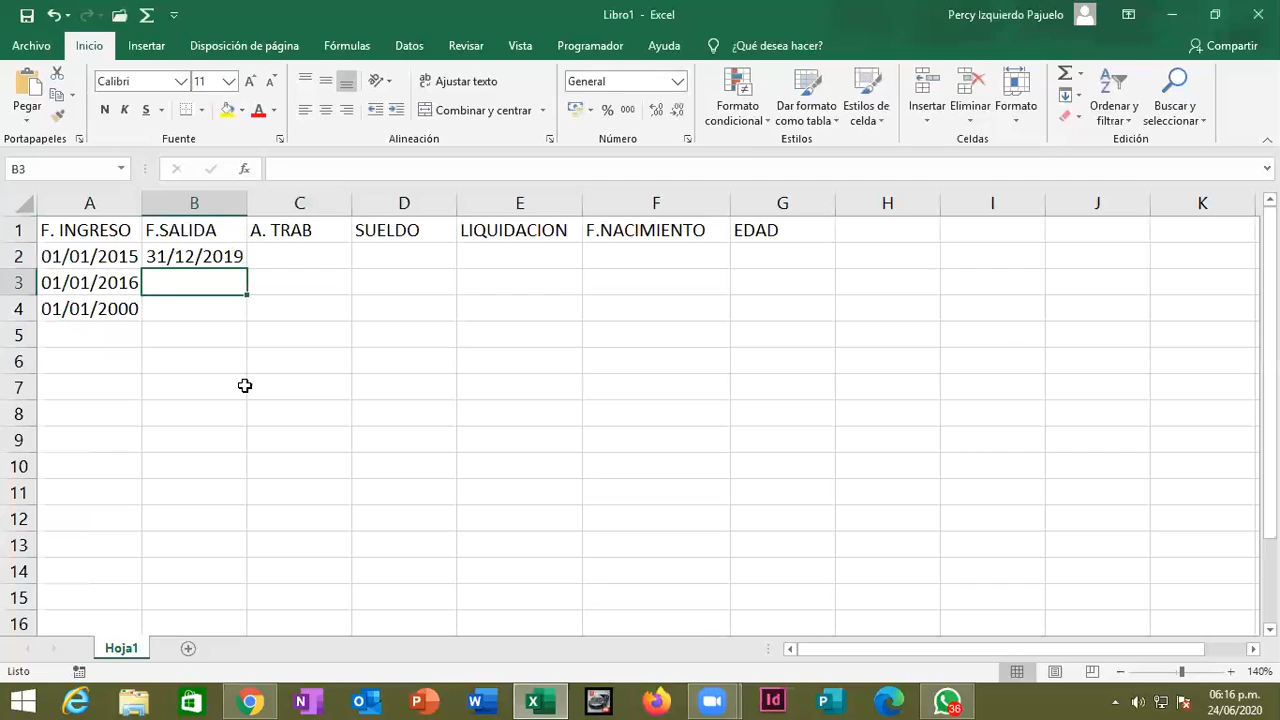 Libro1 - Excel
Percy Izquierdo Pajuelo
Archivo Inicio Insertar Disposición de página Fórmulas Datos Revisar Vista Programador Ayuda ¿Qué desea hacer? Compartir
Pegar
Calibri 11
Ajustar texto
General
N K S
Combinar y centrar
% 000
Formato condicional
Dar formato como tabla
Estilos de celda
Insertar
Eliminar
Formato
Ordenar y filtrar
Buscar y seleccionar
Portapapeles Fuente Alineación Número Estilos Celdas Edición
B3 fx
A B C D E F G H I J K
1 F. INGRESO F.SALIDA A. TRAB SUELDO LIQUIDACION F.NACIMIENTO EDAD
2 01/01/2015 31/12/2019
3 01/01/2016
4 01/01/2000
5
6
7
8
9
10
11
12
13
14
15
16
Hoja1
Listo
140%
36
06:16 p.m.
24/06/2020